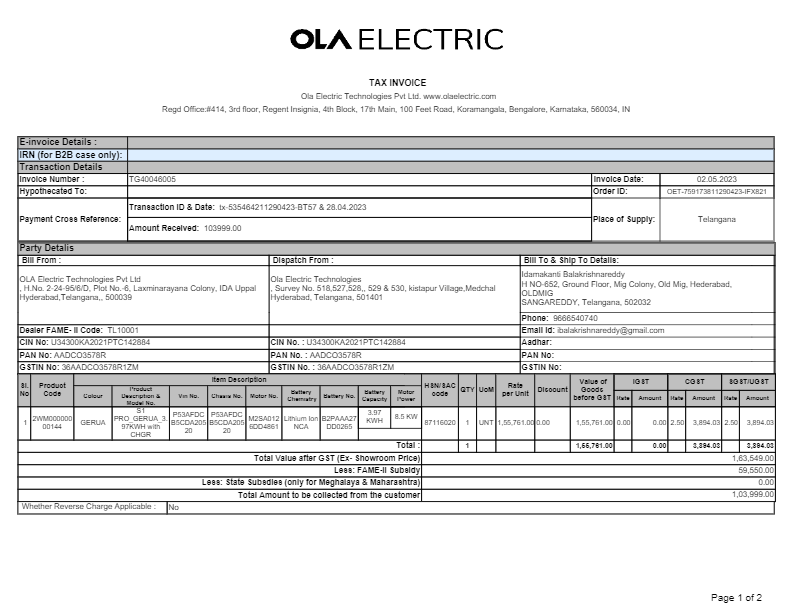 OLA ELECTRIC
TAX INVOICE
Ola Electric Technologies Pvt Ltd. www.olaelectric.com
Regd Office:#414, 3rd floor, Regent Insignia, 4th Block, 17th Main, 100 Feet Road, Koramangala, Bengalore, Karnataka, 560034, IN
E-invoice Details :
IRN (for B2B case only):
Transaction Details
Invoice Number : TG40046005 Invoice Date: 02.05.2023
Hypothecated To: Order ID: OET-759173811290423-IFX821
Payment Cross Reference: Transaction ID & Date: tx-535464211290423-BT57 & 28.04.2023 Place of Supply: Telangana
Amount Received: 103999.00
Party Details
Bill From : Dispatch From : Bill To & Ship To Details:
OLA Electric Technologies Pvt Ltd Ola Electric Technologies Idamakanti Balakrishnareddy
, H.No. 2-24-95/6/D, Plot No.-6, Laxminarayana Colony, IDA Uppal , Survey No. 518,527,528,, 529 & 530, kistapur Village,Medchal H NO-652, Ground Floor, Mig Colony, Old Mig, Hederabad,
Hyderabad,Telangana,, 500039 Hyderabad,Telangana, 501401 OLDMIG
SANGAREDDY, Telangana, 502032
Phone: 9666540740
Dealer FAME- II Code: TL10001 Email Id: ibalakrishnareddy@gmail.com
CIN No: U34300KA2021PTC142884 CIN No. : U34300KA2021PTC142884 Aadhar:
PAN No: AADCO3578R PAN No. : AADCO3578R PAN No:
GSTIN No: 36AADCO3578R1ZM GSTIN No. : 36AADCO3578R1ZM GSTIN No:
Sl. No Product Code Item Description HSN/SAC code QTY UoM Rate per Unit Discount Value of Goods before GST IGST CGST SGST/UGST
Colour Product Description & Model No. Vin No. Chasis No. Motor No. Battery Chemistry Battery No. Battery Capacity Motor Power Rate Amount Rate Amount Rate Amount
1 2WM00000000144 GERUA S1 PRO_GERUA_3.97KWH with CHGR P53AFDCB5CDA20520 P53AFDCB5CDA20520 M2SA0126DD4861 Lithium Ion NCA B2PAAA27DD0265 3.97 KWH 8.5 KW 87116020 1 UNT 1,55,761.00 0.00 1,55,761.00 0.00 0.00 2.50 3,894.03 2.50 3,894.03
Total : 1 1,55,761.00 0.00 3,894.03 3,894.03
Total Value after GST (Ex- Showroom Price) 1,63,549.00
Less: FAME-II Subsidy 59,550.00
Less: State Subsdies (only for Meghalaya & Maharashtra) 0.00
Total Amount to be collected from the customer 1,03,999.00
Whether Reverse Charge Applicable : No
Page 1 of 2